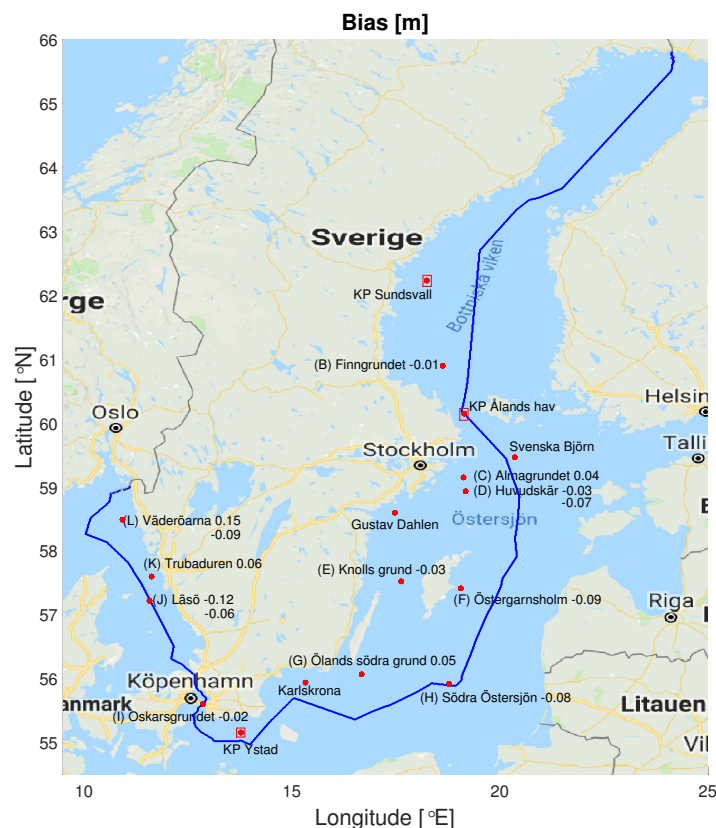 Bias [m]
66
65
64
63
62
61
60
59
58
57
56
55
Latitude [°N]
Sverige
Bottniska viken
KP Sundsvall
rge
(B) Finngrundet -0.01
KP Ålands hav
Helsin
Oslo
Stockholm
Svenska Björn
Talli
(C) Almagrundet 0.04
(D) Huvudskär -0.03
-0.07
Gustav Dahlen
Östersjön
(L) Väderöarna 0.15
-0.09
(K) Trubaduren 0.06
(E) Knolls grund -0.03
(J) Läsö -0.12
-0.06
(F) Östergarnsholm -0.09
Riga
(G) Ölands södra grund 0.05
Köpenhamn
Karlskrona
(H) Södra Östersjön -0.08
anmark
(I) Oskarsgrundet -0.02
Litauen
KP Ystad
Vil
10
15
20
25
Longitude [°E]